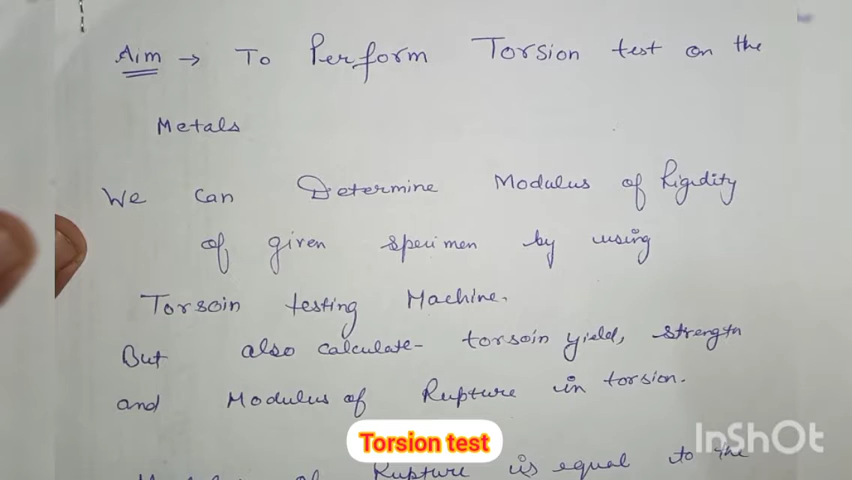 Aim → To Perform Torsion test on the
Metals
We can Determine Modulus of Rigidity
of given specimen by using
Torsoin testing Machine.
But also calculate- torsoin yield, strength
and Modulus of Rupture in torsion.
Torsion test
InShOt
Modulus of Rupture is equal to the